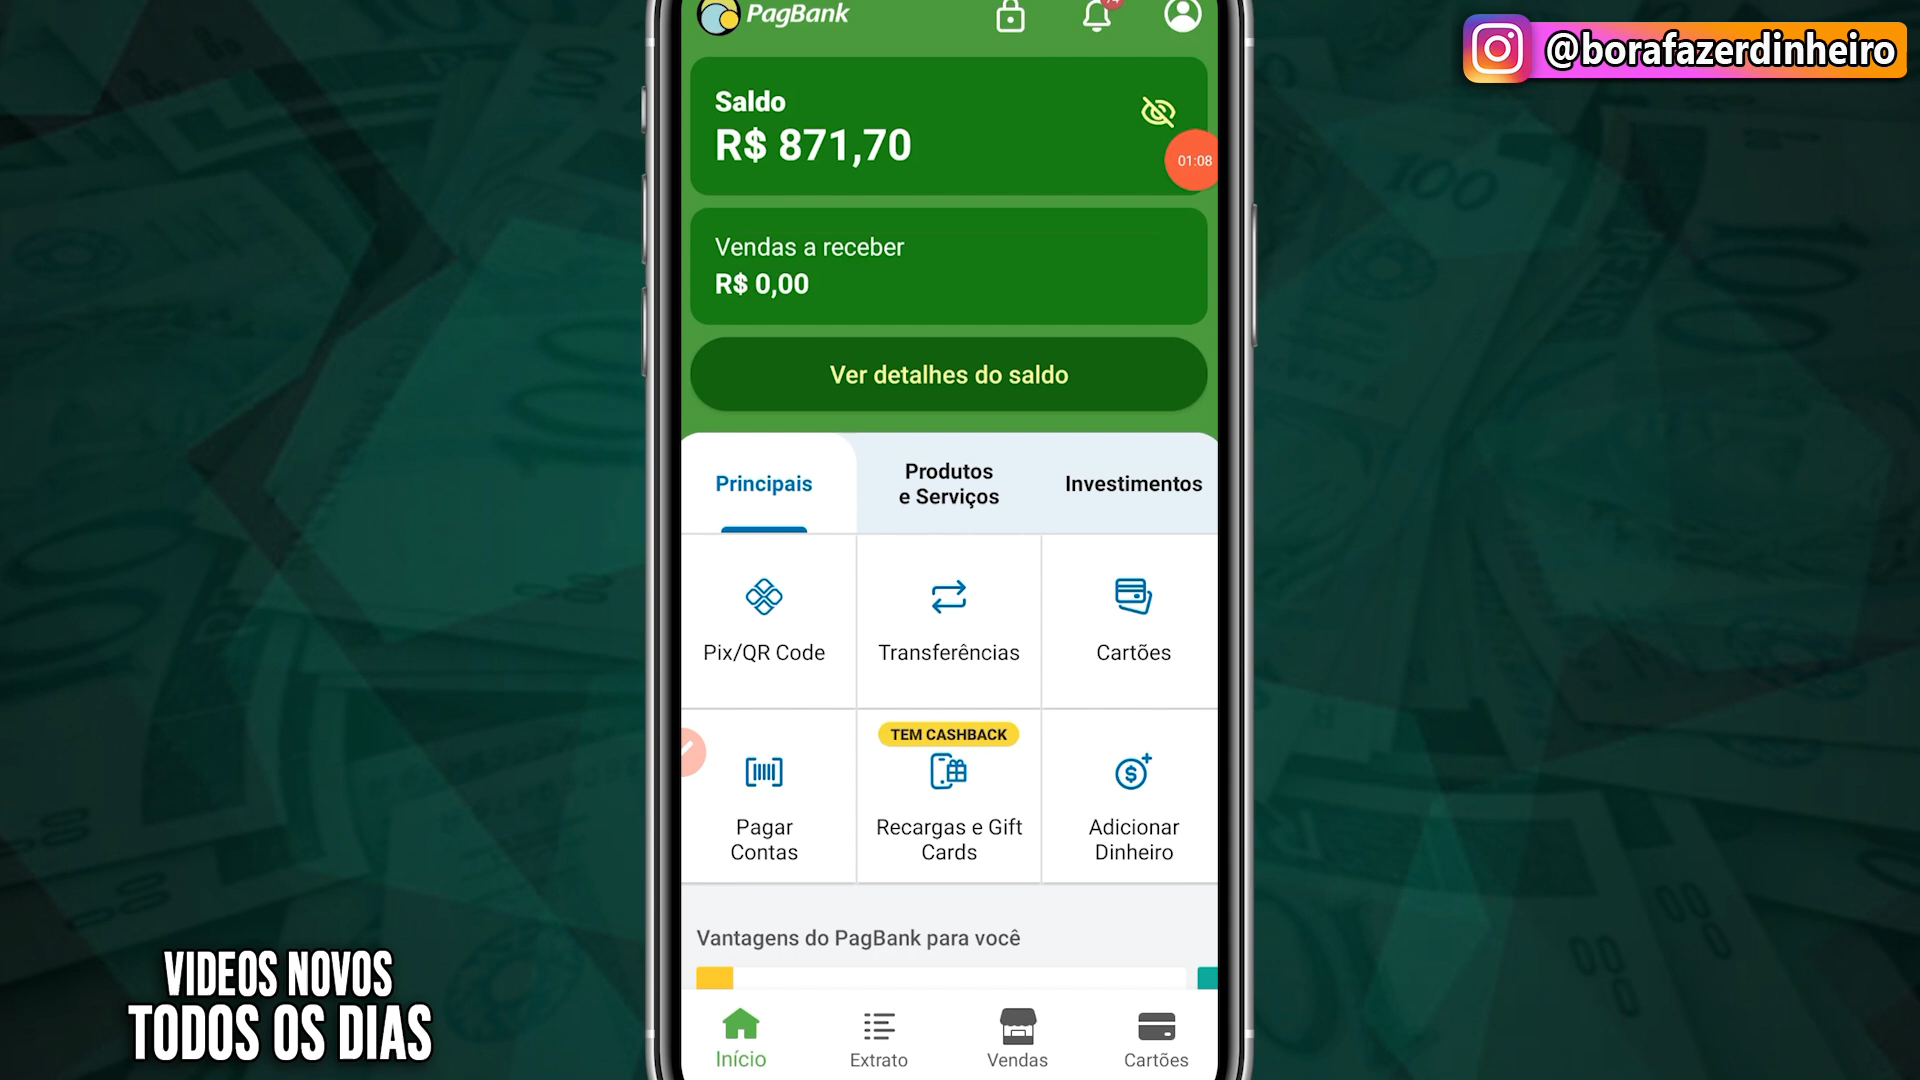 PagBank
@borafazerdinheiro
Saldo
R$ 871,70
01:08
Vendas a receber
R$ 0,00
Ver detalhes do saldo
Principais
Produtos
e Serviços
Investimentos
Pix/QR Code
Transferências
Cartões
TEM CASHBACK
Pagar
Contas
Recargas e Gift
Cards
Adicionar
Dinheiro
Vantagens do PagBank para você
VIDEOS NOVOS
TODOS OS DIAS
Início
Extrato
Vendas
Cartões